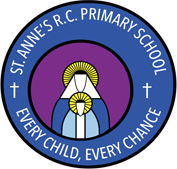 ST. ANNE'S R.C. PRIMARY SCHOOL
EVERY CHILD, EVERY CHANCE